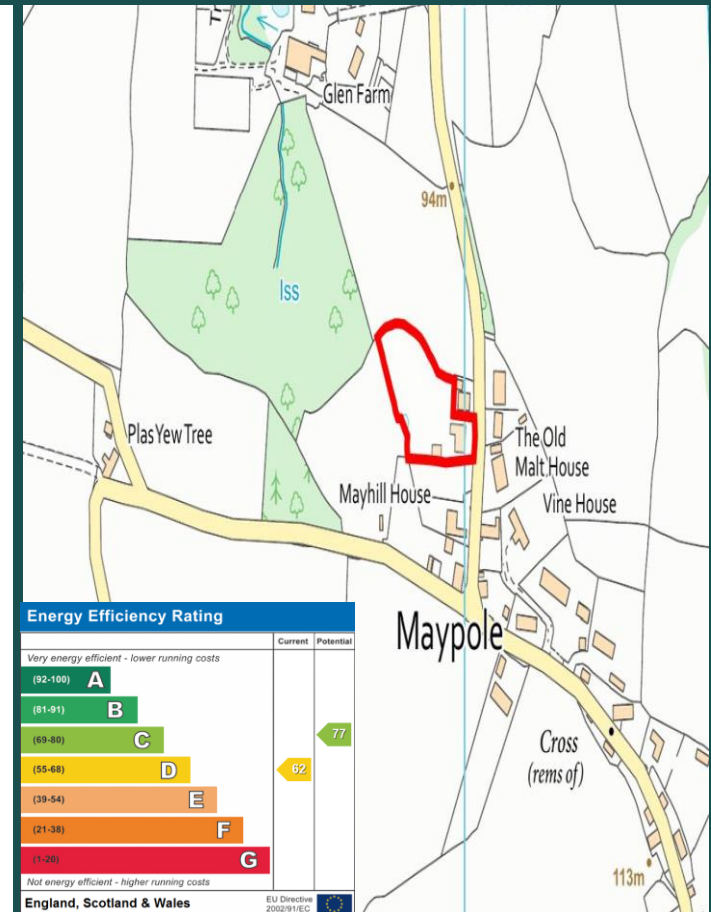 Glen Farm
94m
Iss
Plas Yew Tree
The Old
Malt House
Mayhill House
Vine House
Maypole
Cross
(rems of)
113m
Energy Efficiency Rating
Current Potential
Very energy efficient - lower running costs
(92-100) A
(81-91) B
(69-80) C
77
(55-68) D
62
(39-54) E
(21-38) F
(1-20) G
Not energy efficient - higher running costs
England, Scotland & Wales
EU Directive
2002/91/EC